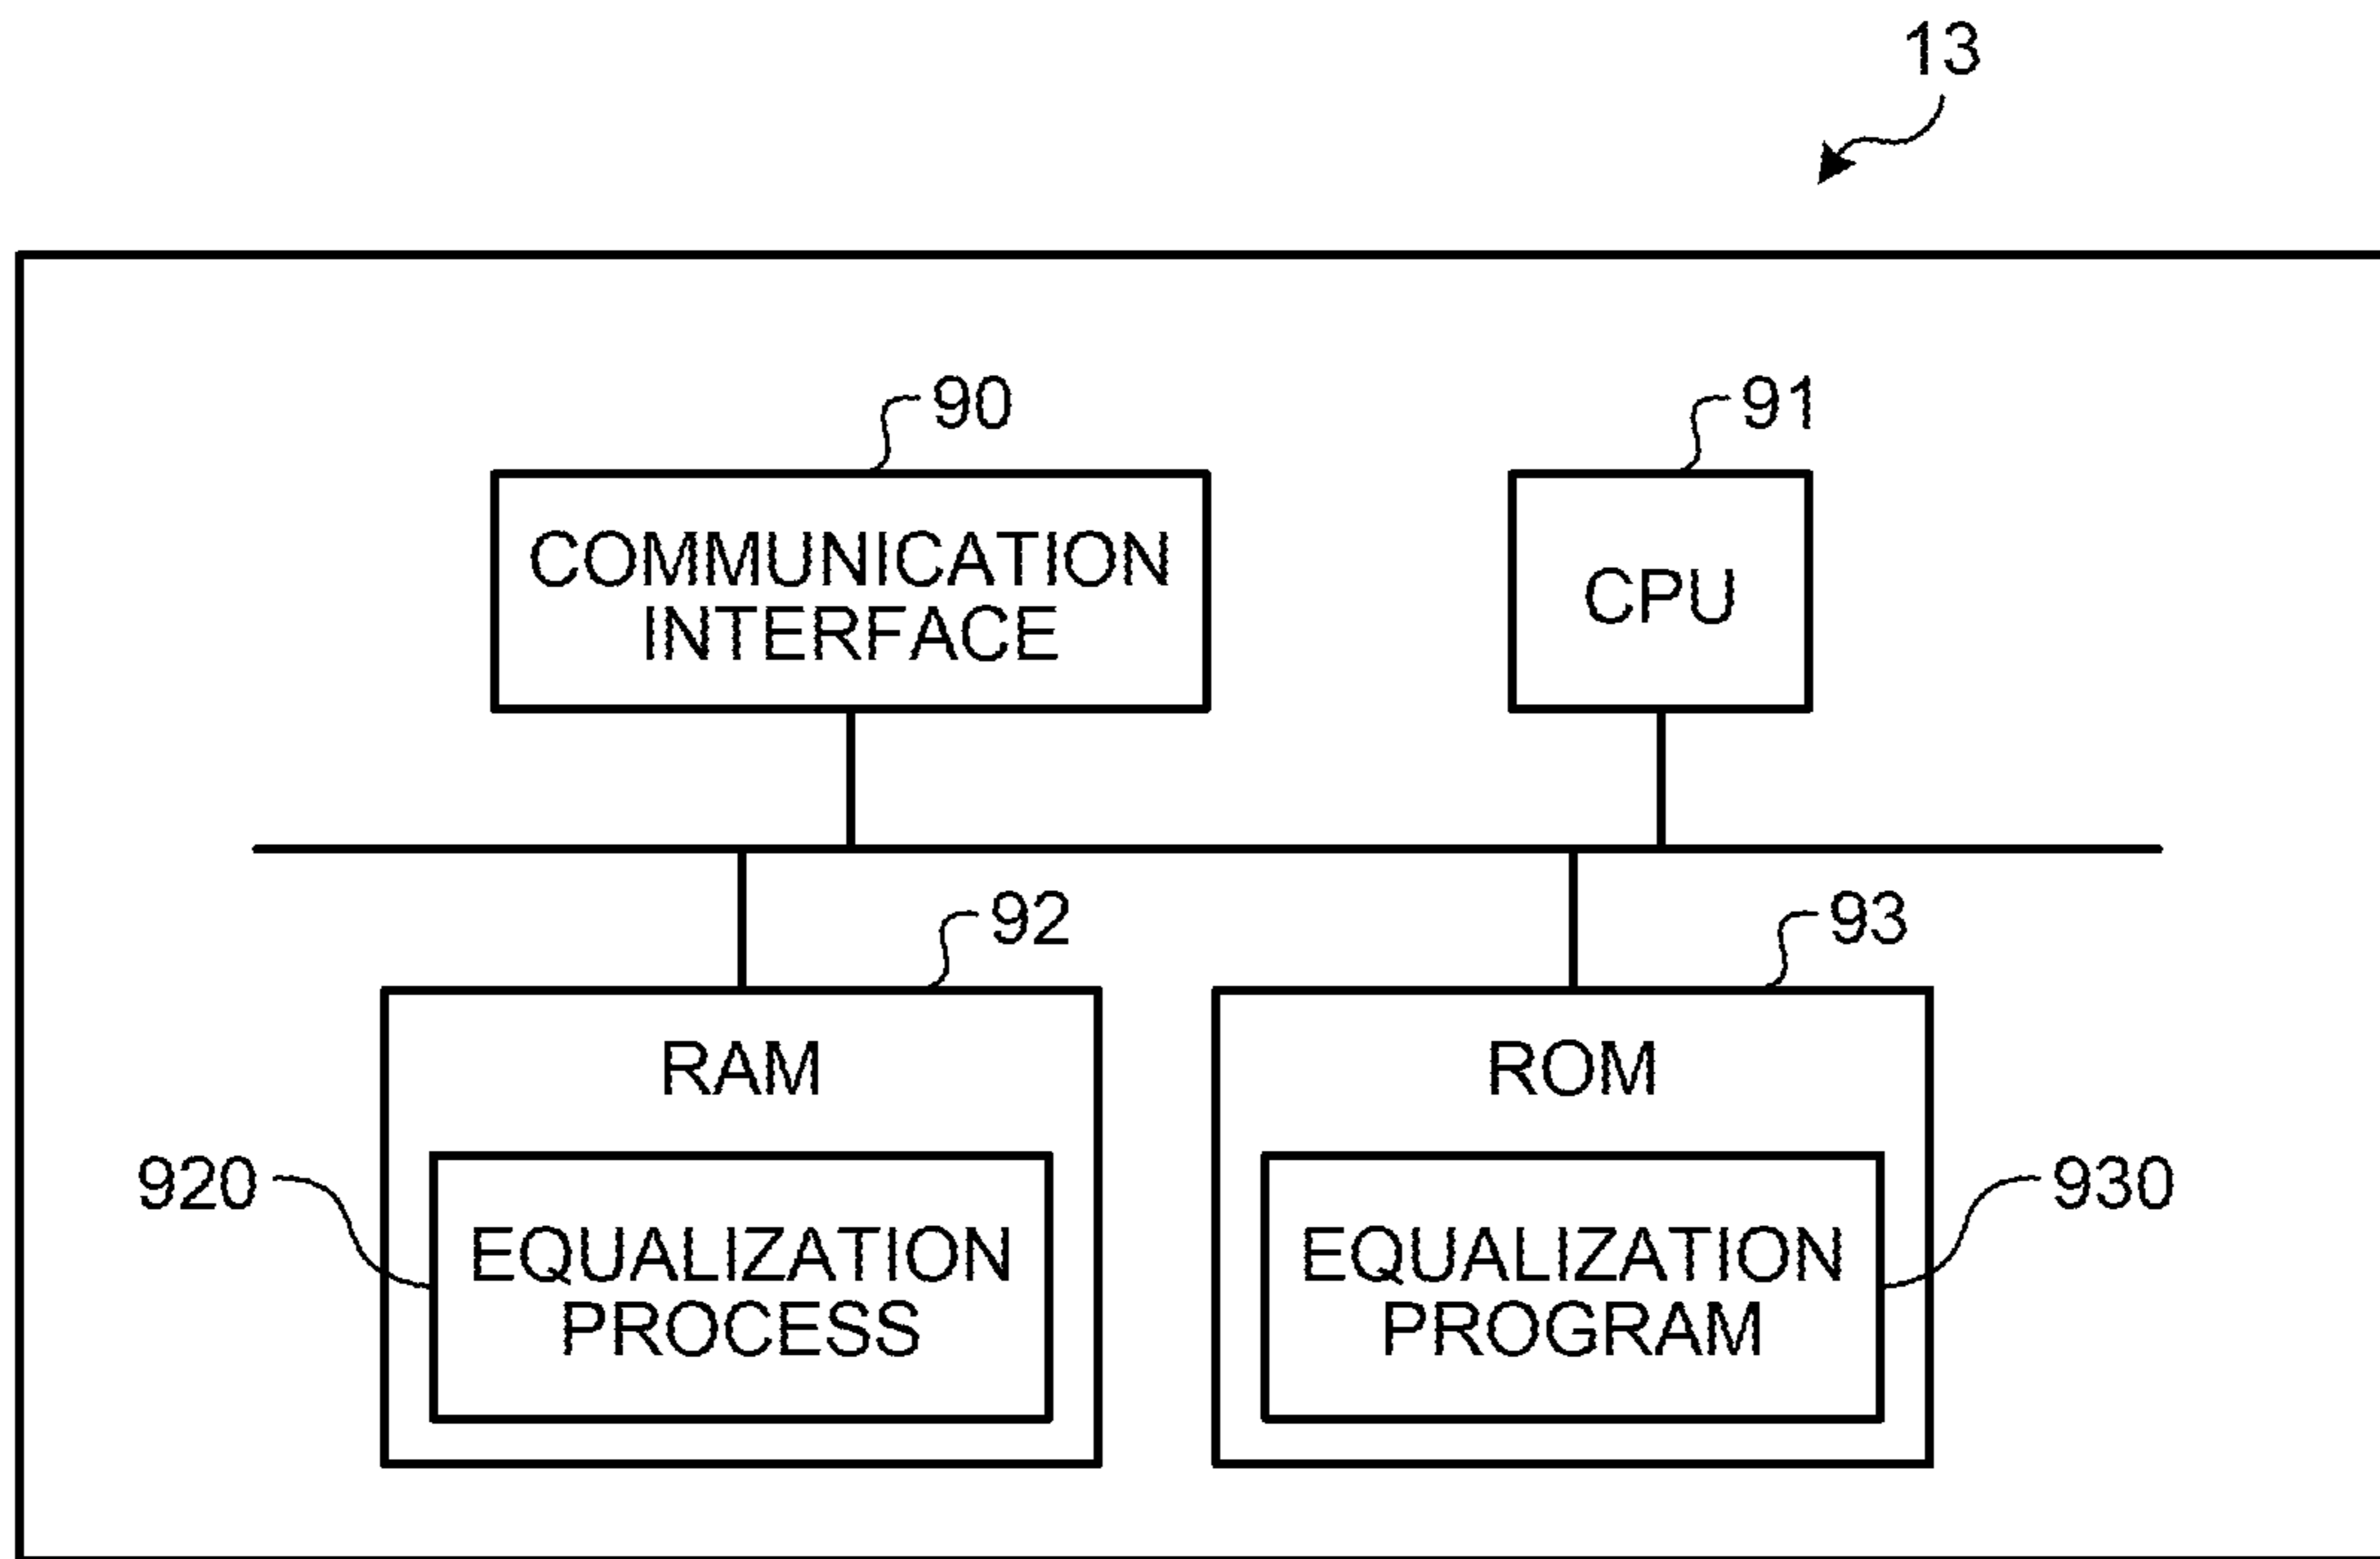 13
90
91
COMMUNICATION
INTERFACE
CPU
92
93
RAM
ROM
920
930
EQUALIZATION
PROCESS
EQUALIZATION
PROGRAM